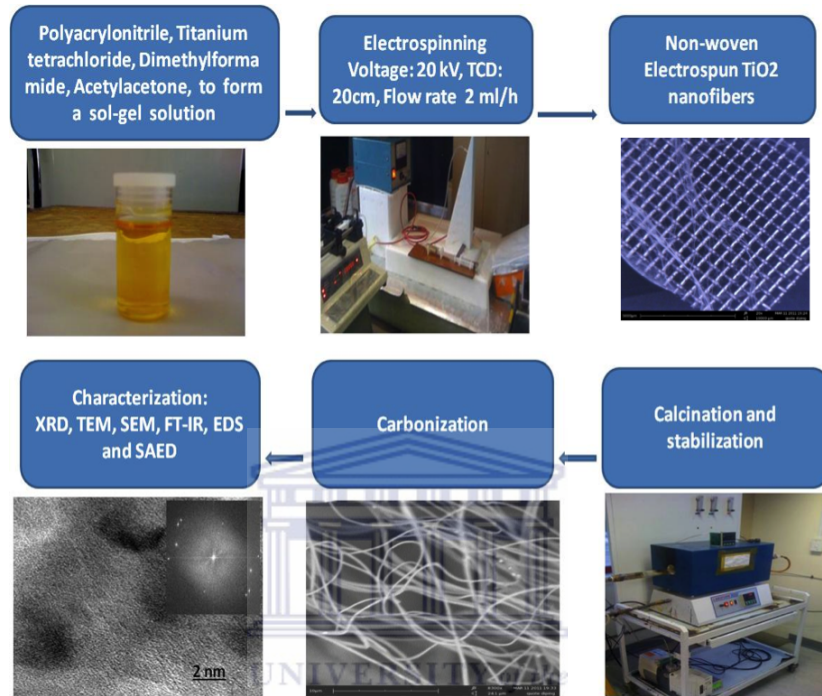 Polyacrylonitrile, Titanium
tetrachloride, Dimethylforma
mide, Acetylacetone, to form
a sol-gel solution
Electrospinning
Voltage: 20 kV, TCD:
20cm, Flow rate 2 ml/h
Non-woven
Electrospun TiO2
nanofibers
Characterization:
XRD, TEM, SEM, FT-IR, EDS
and SAED
Carbonization
Calcination and
stabilization
2 nm
UNIVERSITY of the